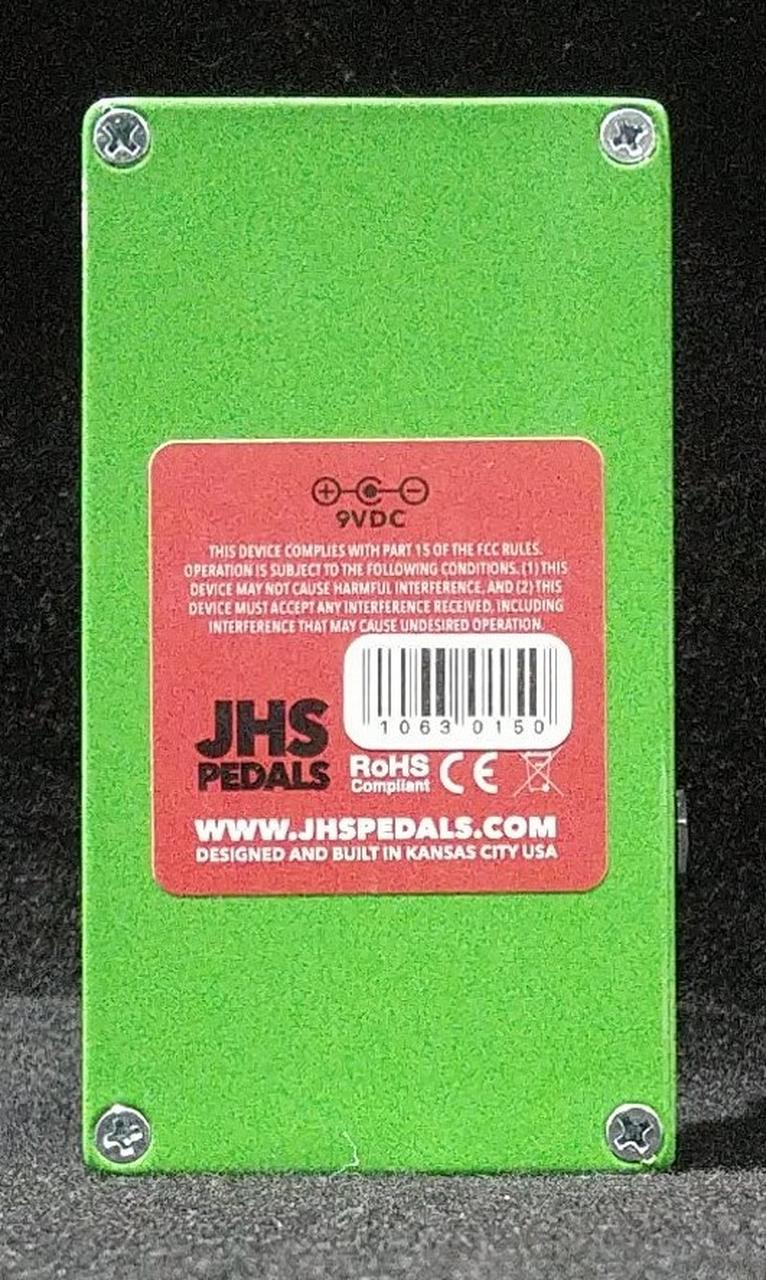 9VDC
THIS DEVICE COMPLIES WITH PART 15 OF THE FCC RULES.
OPERATION IS SUBJECT TO THE FOLLOWING CONDITIONS. (1) THIS
DEVICE MAY NOT CAUSE HARMFUL INTERFERENCE, AND (2) THIS
DEVICE MUST ACCEPT ANY INTERFERENCE RECEIVED, INCLUDING
INTERFERENCE THAT MAY CAUSE UNDESIRED OPERATION.
1063 0150
JHS
PEDALS
RoHS
Compliant
CE
WWW.JHSPEDALS.COM
DESIGNED AND BUILT IN KANSAS CITY USA